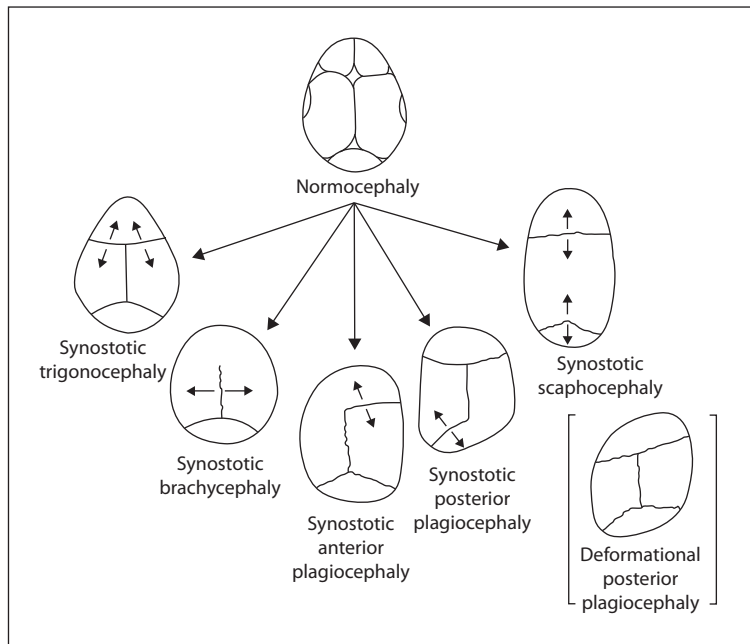 Normocephaly
Synostotic
trigonocephaly
Synostotic
brachycephaly
Synostotic
anterior
plagiocephaly
Synostotic
posterior
plagiocephaly
Synostotic
scaphocephaly
Deformational
posterior
plagiocephaly